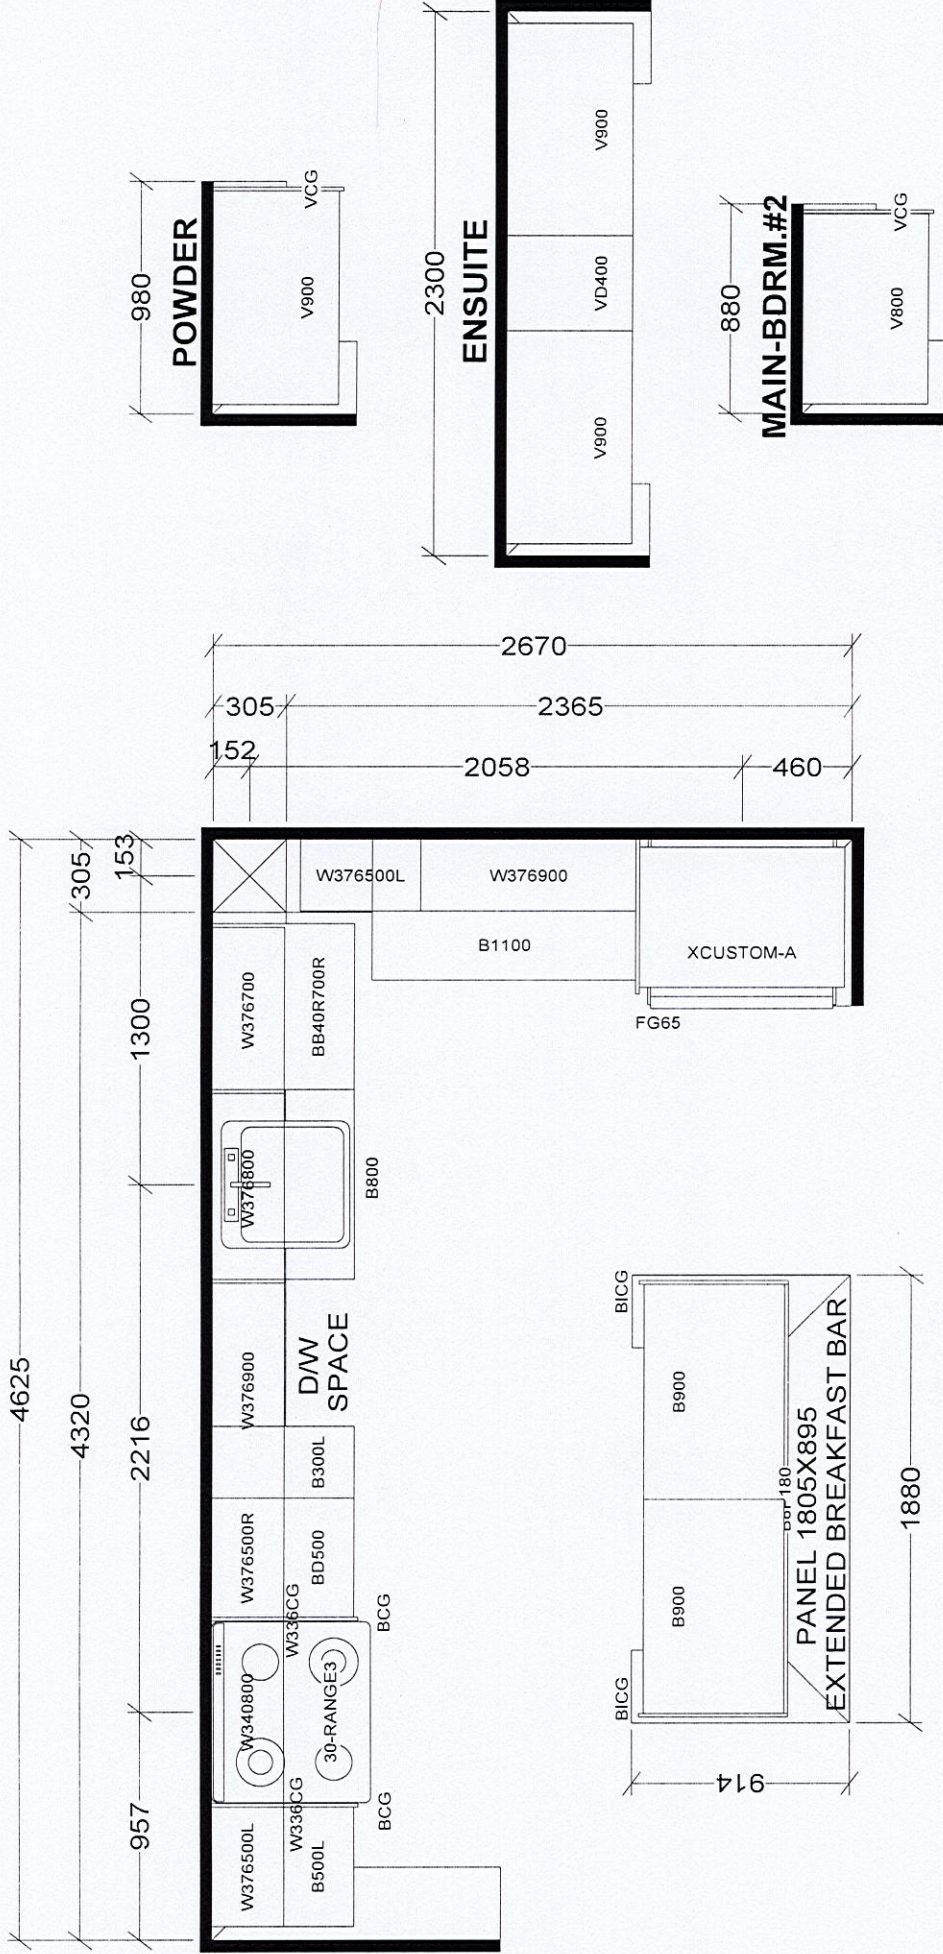 980
POWDER
V900
VCG
2300
ENSUITE
V900
VD400
V900
880
MAIN-BDRM.#2
V800
VCG
2670
305
2365
152
2058
460
4625
4320
305
957
2216
1300
153
W376500L
W340800
W376500R
W376900
W376800
W376700
W376500L
W376900
W336CG
W336CG
B500L
30-RANGE3
BD500
B300L
D/W
SPACE
BB40R700R
BCG
BCG
B800
B1100
XCUSTOM-A
FG65
BICG
BICG
B900
B900
PANEL 1805X895
EXTENDED BREAKFAST BAR
914
1880